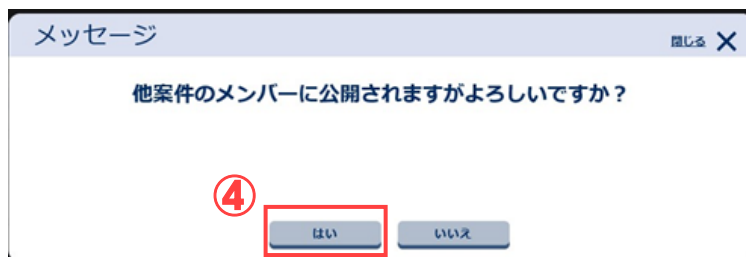 メッセージ
閉じる ×
他案件のメンバーに公開されますがよろしいですか？
④
はい
いいえ